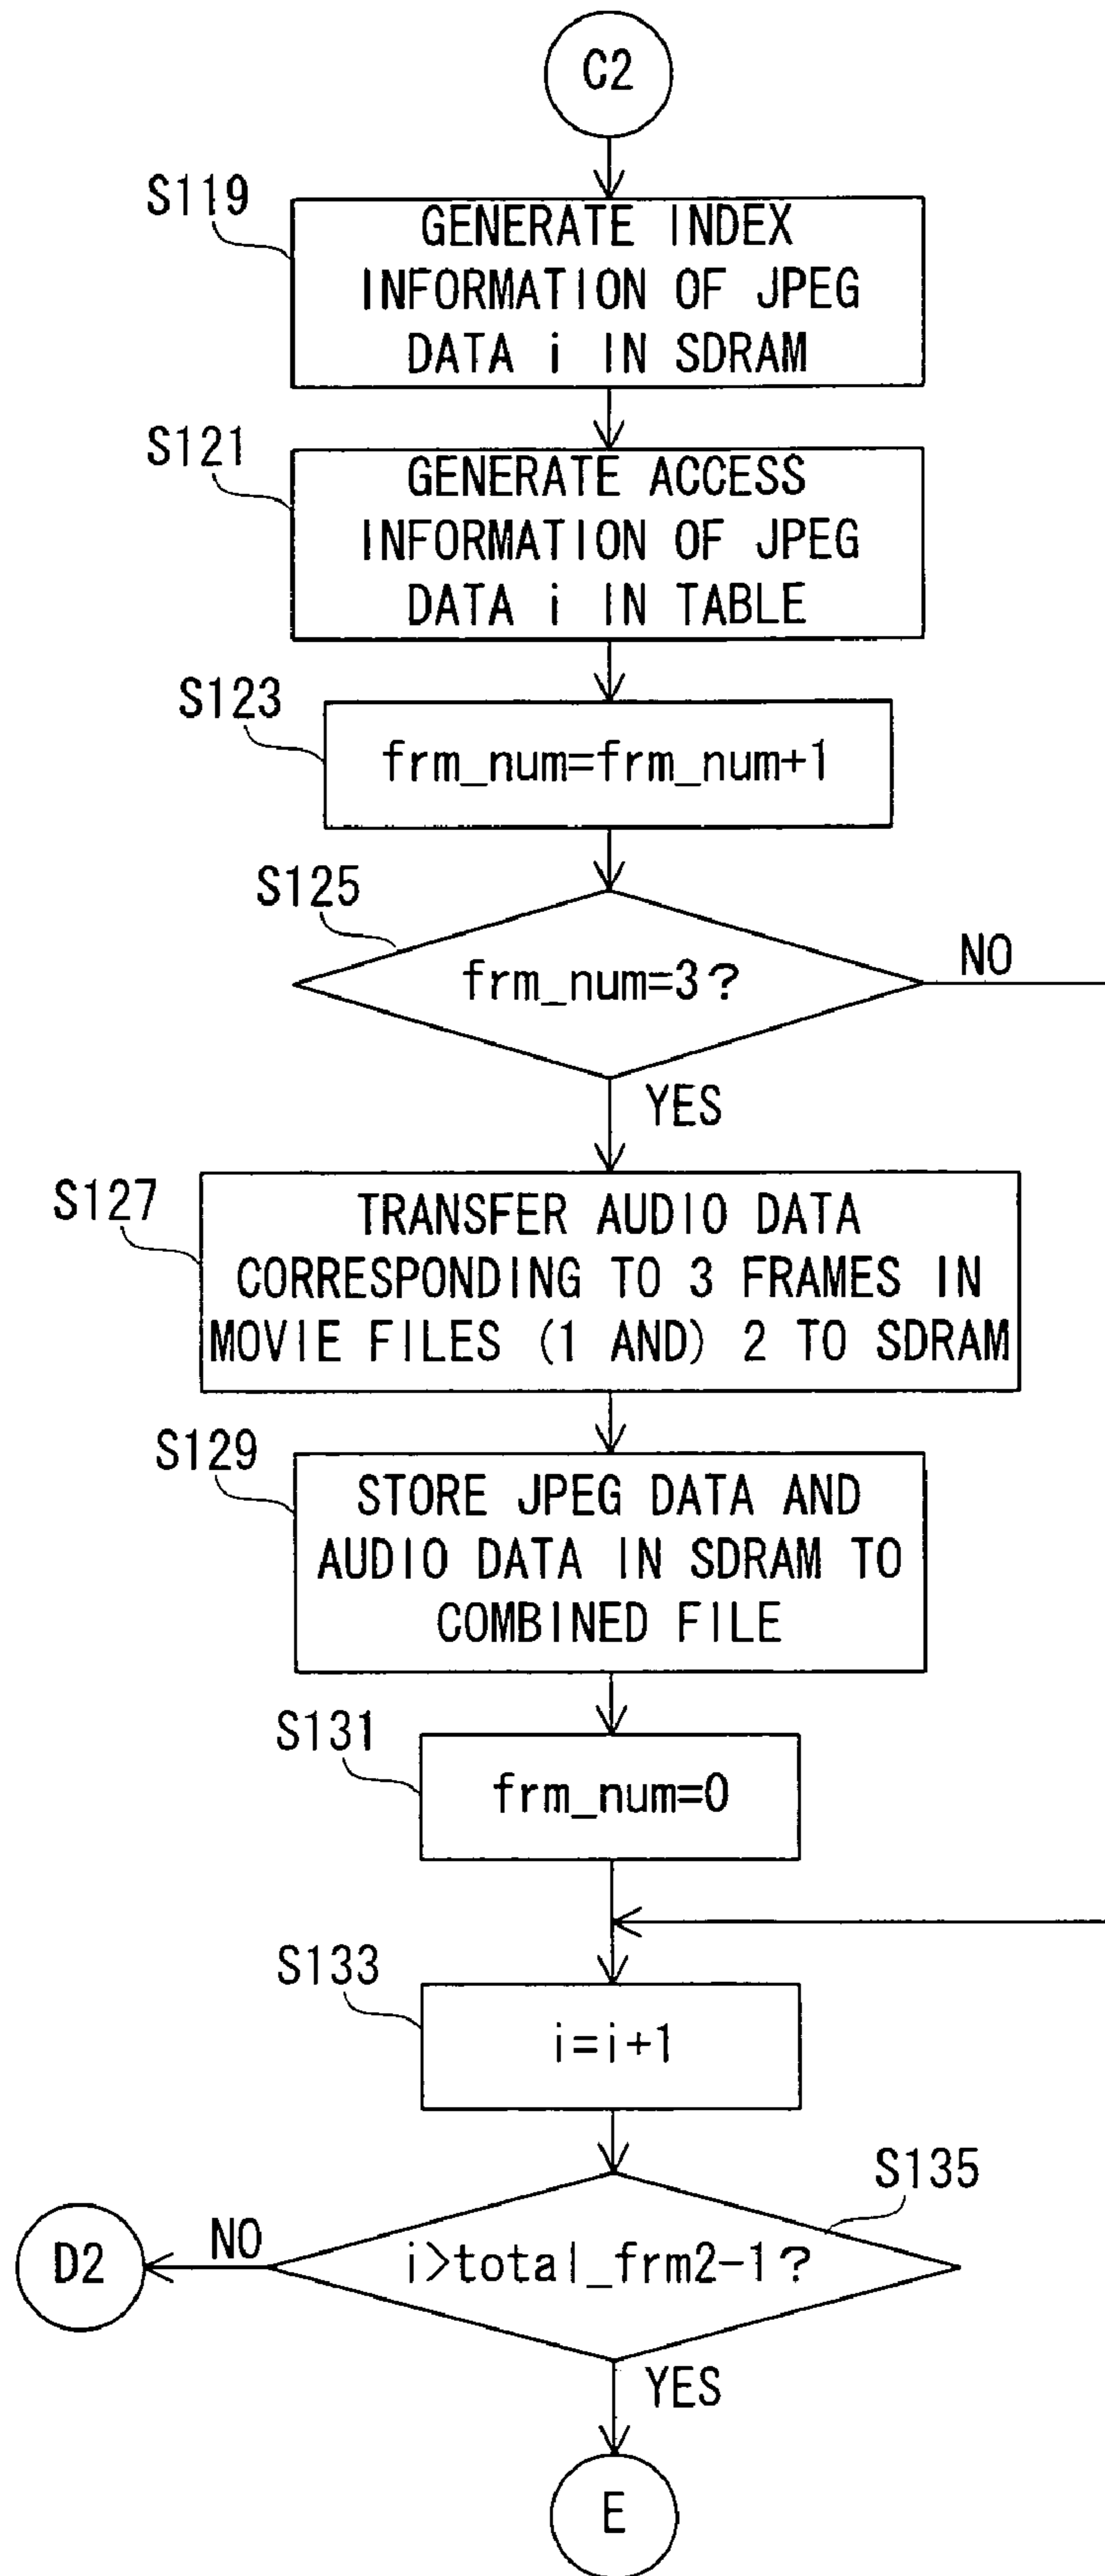 C2
S119
GENERATE INDEX
INFORMATION OF JPEG
DATA i IN SDRAM
S121
GENERATE ACCESS
INFORMATION OF JPEG
DATA i IN TABLE
S123
frm_num=frm_num+1
S125
frm_num=3?
NO
YES
S127
TRANSFER AUDIO DATA
CORRESPONDING TO 3 FRAMES IN
MOVIE FILES (1 AND) 2 TO SDRAM
S129
STORE JPEG DATA AND
AUDIO DATA IN SDRAM TO
COMBINED FILE
S131
frm_num=0
S133
i=i+1
S135
i>total_frm2-1?
NO
D2
YES
E